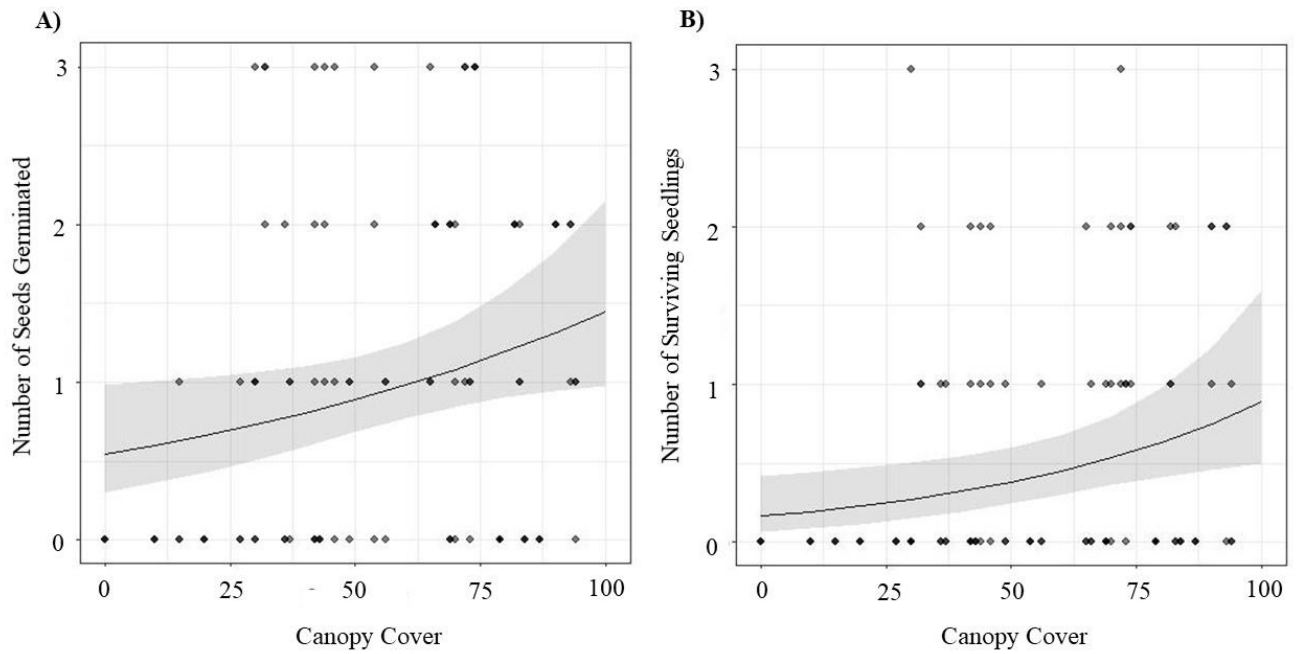 A)
Number of Seeds Germinated
3
2
1
0
0 25 50 75 100
Canopy Cover
B)
Number of Surviving Seedlings
3
2
1
0
0 25 50 75 100
Canopy Cover